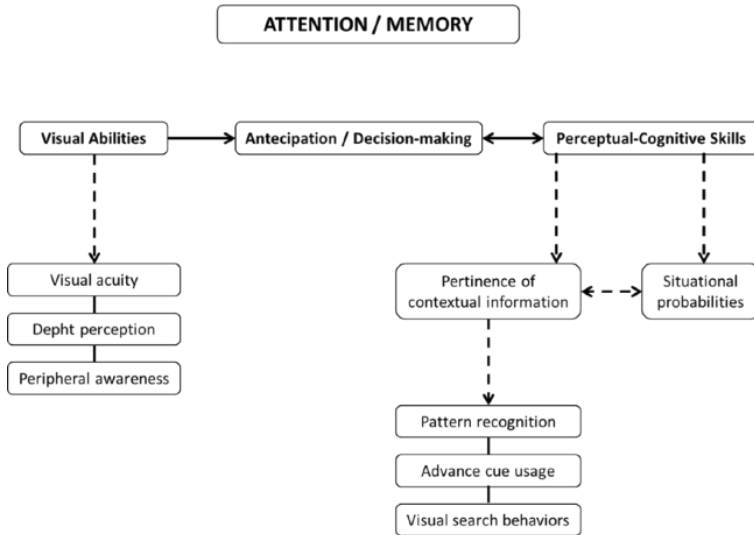 ATTENTION / MEMORY
Visual Abilities
Antecipation / Decision-making
Perceptual-Cognitive Skills
Visual acuity
Depht perception
Peripheral awareness
Pertinence of
contextual information
Situational
probabilities
Pattern recognition
Advance cue usage
Visual search behaviors